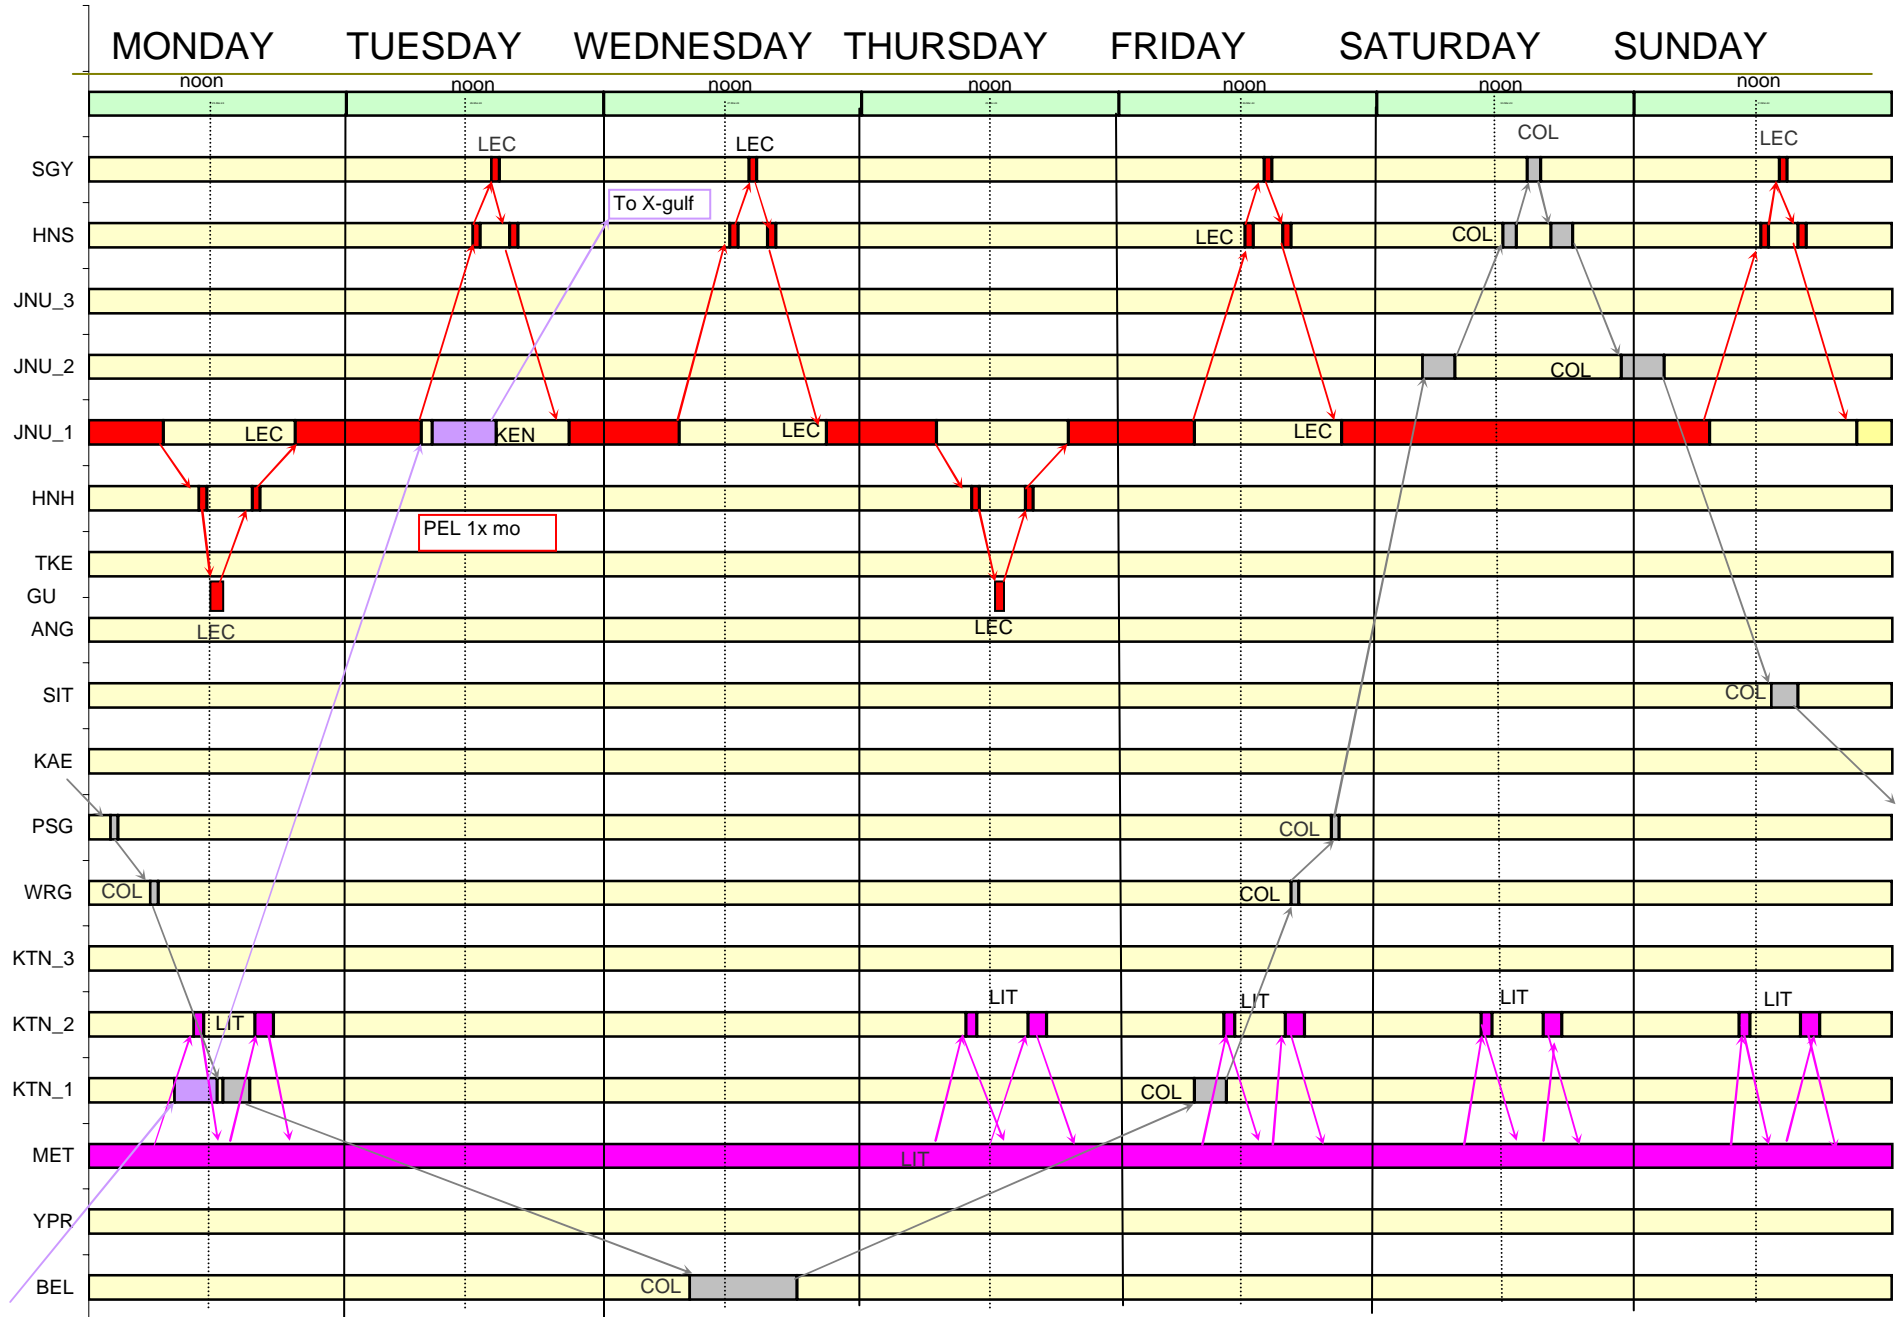 MONDAY TUESDAY WEDNESDAY THURSDAY FRIDAY SATURDAY SUNDAY
noon noon noon noon noon noon noon
LEC LEC COL LEC
SGY
To X-gulf
HNS LEC COL
JNU_3
JNU_2 COL
JNU_1 LEC KEN LEC LEC
HNH
PEL 1x mo
TKE
GU
ANG LEC LEC
SIT COL
KAE
PSG COL
WRG COL COL
KTN_3
LIT LIT LIT LIT
KTN_2 LIT
KTN_1 COL
MET LIT
YPR
BEL COL